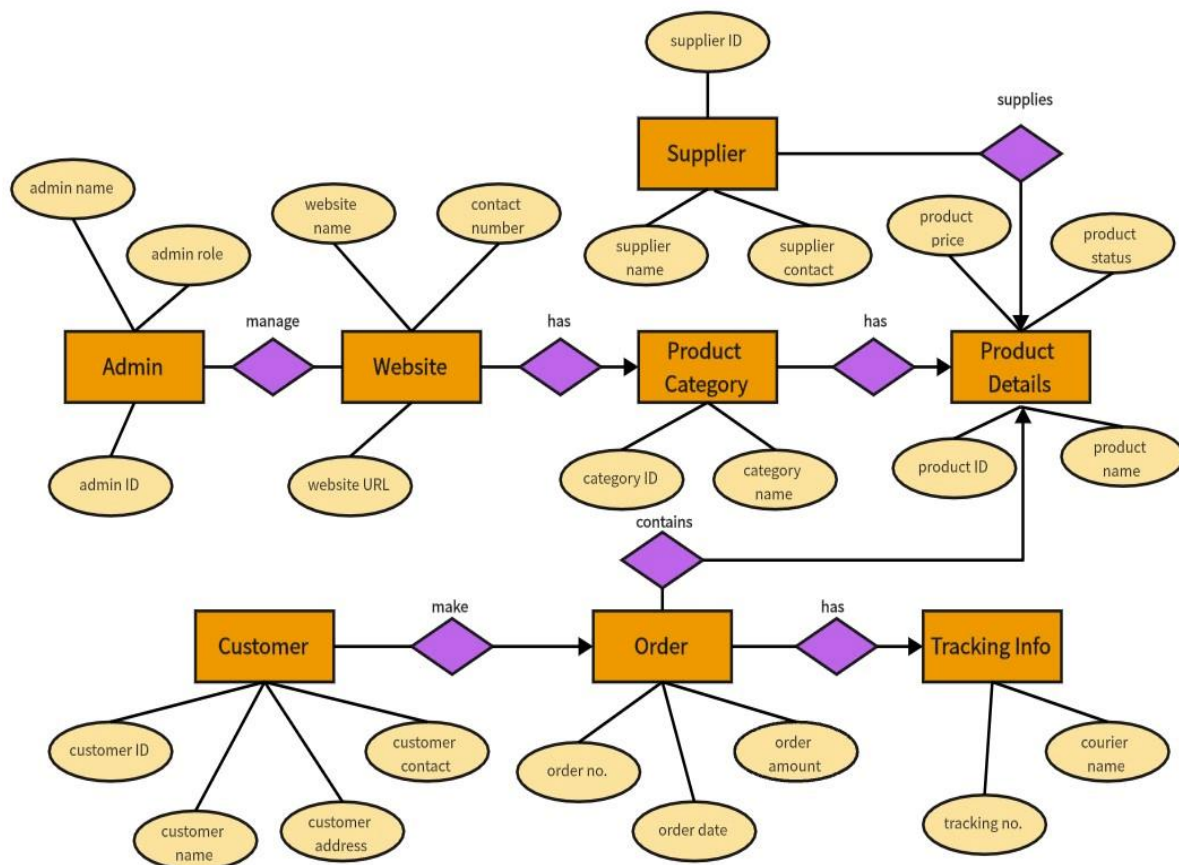 supplier ID
supplies
Supplier
admin name
website
name
contact
number
product
price
product
status
admin role
supplier
name
supplier
contact
manage
has
has
Admin
Website
Product
Category
Product
Details
admin ID
website URL
category ID
category
name
product ID
product
name
contains
make
has
Customer
Order
Tracking Info
customer ID
customer
contact
order no.
order
amount
courier
name
customer
name
customer
address
order date
tracking no.